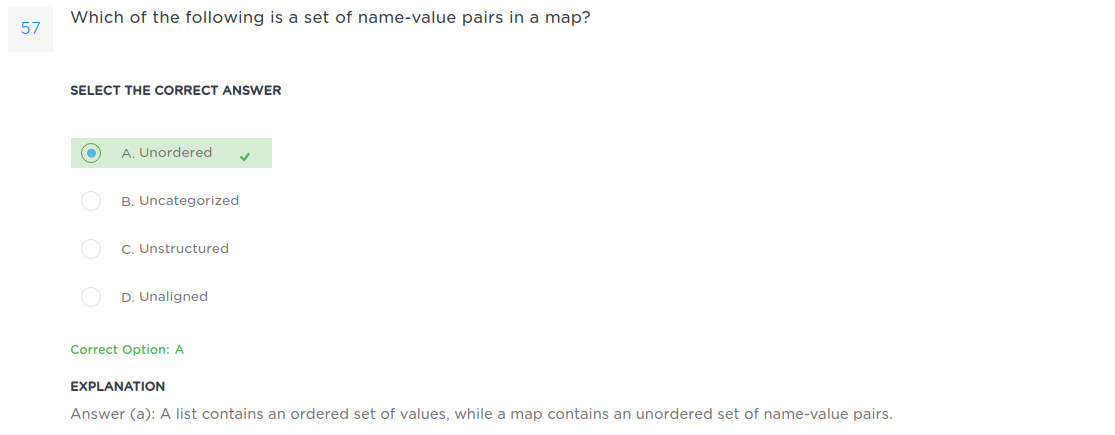 57
Which of the following is a set of name-value pairs in a map?
SELECT THE CORRECT ANSWER
A. Unordered
B. Uncategorized
C. Unstructured
D. Unaligned
Correct Option: A
EXPLANATION
Answer (a): A list contains an ordered set of values, while a map contains an unordered set of name-value pairs.